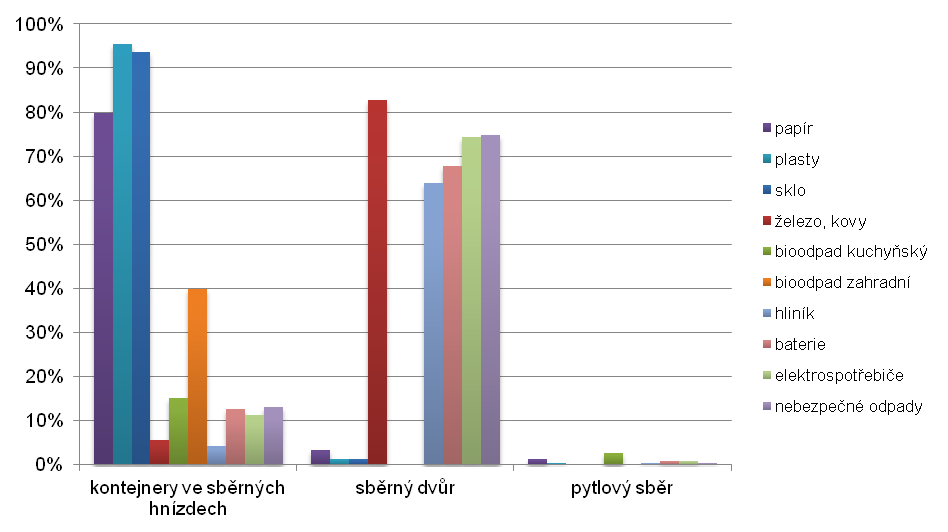 100%
90%
80%
70%
60%
50%
40%
30%
20%
10%
0%
kontejnery ve sběrných
hnízdech
sběrný dvůr
pytlový sběr
papír
plasty
sklo
železo, kovy
bioodpad kuchyňský
bioodpad zahradní
hliník
baterie
elektrospotřebiče
nebezpečné odpady